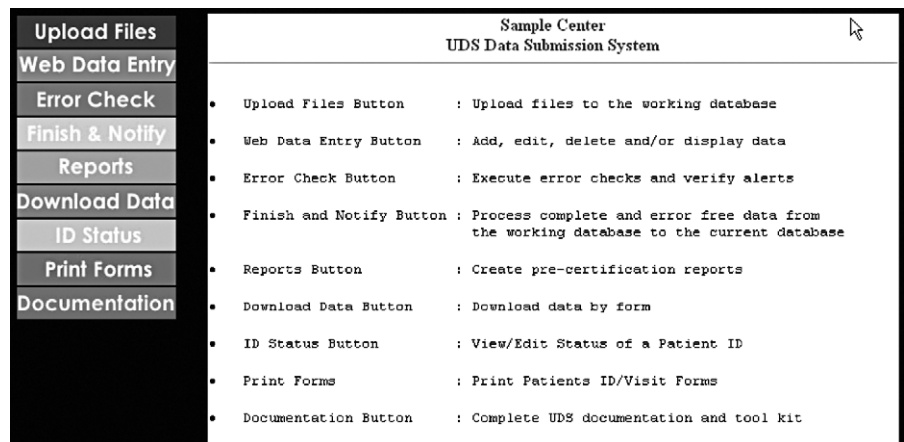 Upload Files
Web Data Entry
Error Check
Finish & Notify
Reports
Download Data
ID Status
Print Forms
Documentation
Sample Center
UDS Data Submission System
• Upload Files Button : Upload files to the working database
• Web Data Entry Button : Add, edit, delete and/or display data
• Error Check Button : Execute error checks and verify alerts
• Finish and Notify Button : Process complete and error free data from
the working database to the current database
• Reports Button : Create pre-certification reports
• Download Data Button : Download data by form
• ID Status Button : View/Edit Status of a Patient ID
• Print Forms : Print Patients ID/Visit Forms
• Documentation Button : Complete UDS documentation and tool kit